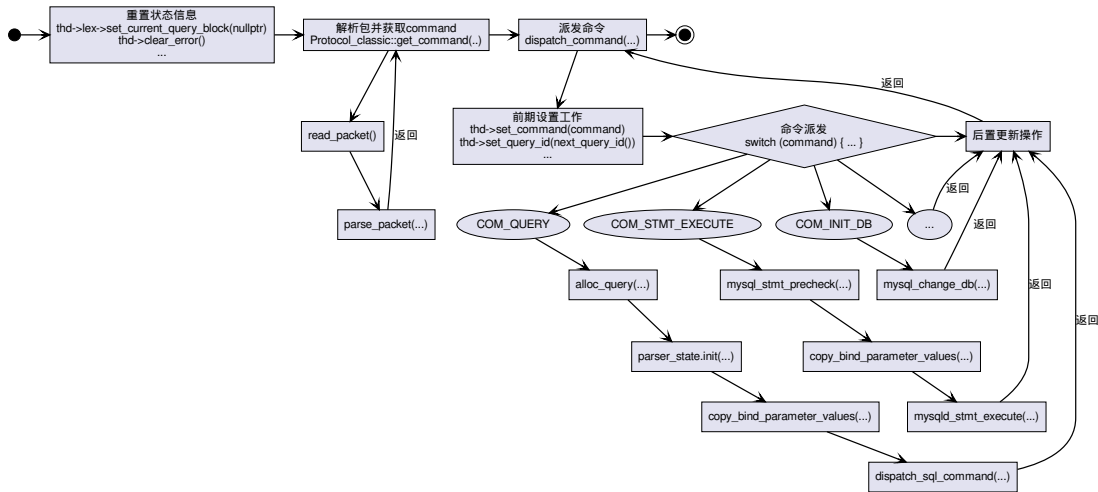 重置状态信息
thd->lex->set_current_query_block(nullptr)
thd->clear_error()
...
解析包并获取command
Protocol_classic::get_command(..)
派发命令
dispatch_command(...)
返回
read_packet()
返回
前期设置工作
thd->set_command(command)
thd->set_query_id(next_query_id())
...
命令派发
switch (command) { ... }
后置更新操作
parse_packet(...)
COM_QUERY
COM_STMT_EXECUTE
COM_INIT_DB
...
返回
返回
alloc_query(...)
mysql_stmt_precheck(...)
mysql_change_db(...)
返回
返回
parser_state.init(...)
copy_bind_parameter_values(...)
copy_bind_parameter_values(...)
mysqld_stmt_execute(...)
dispatch_sql_command(...)